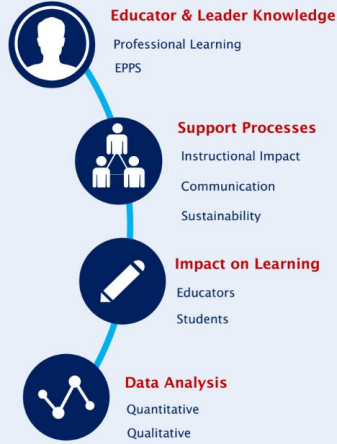 Educator & Leader Knowledge
Professional Learning
EPPS
Support Processes
Instructional Impact
Communication
Sustainability
Impact on Learning
Educators
Students
Data Analysis
Quantitative
Qualitative